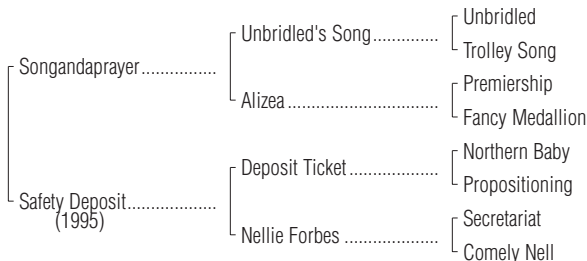 Unbridled
Unbridled's Song..............
Trolley Song
Songandaprayer................
Premiership
Alizea................................
Fancy Medallion
Northern Baby
Deposit Ticket...................
Propositioning
Safety Deposit...................
(1995)
Secretariat
Nellie Forbes....................
Comely Nell